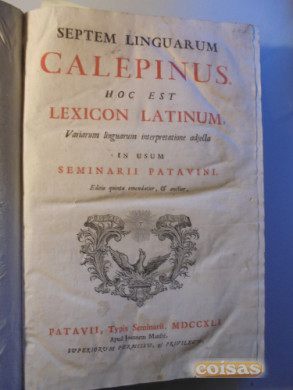 SEPTEM LINGUARUM
CALEPINUS.
HOC EST
LEXICON LATINUM,
Variarum linguarum interpretatione adjecta
IN USUM
SEMINARII PATAVINI.
Editio quinta emendatior, & auctior.
PATAVII, Typis Seminarii. MDCCXLI
Apud Joannem Manfrè.
SUPERIORUM PERMISSU, & PRIVILEGIO.
coisas